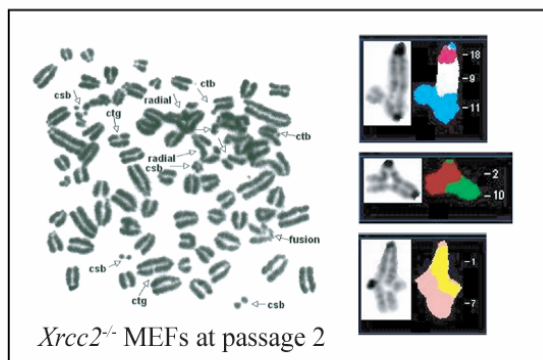 ctb
radial
csb
ctg
ctb
radial
csb
fusion
csb
ctg
csb
Xrcc2-/- MEFs at passage 2
18
9
11
2
10
1
7